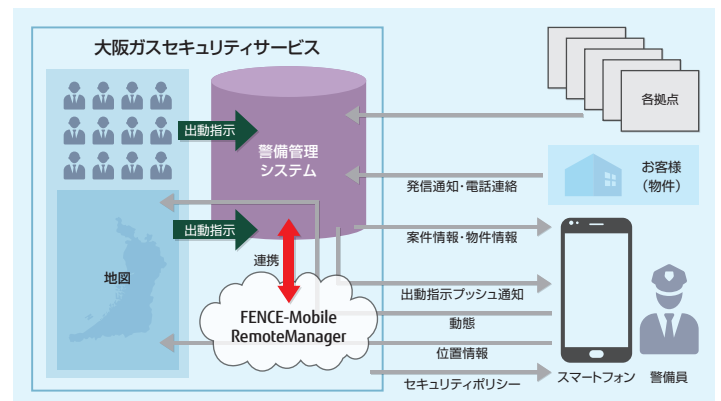 大阪ガスセキュリティサービス
各拠点
出動指示
警備管理
システム
お客様
（物件）
発信通知・電話連絡
出動指示
案件情報・物件情報
連携
地図
出動指示プッシュ通知
FENCE-Mobile
RemoteManager
動態
位置情報
セキュリティポリシー
スマートフォン
警備員